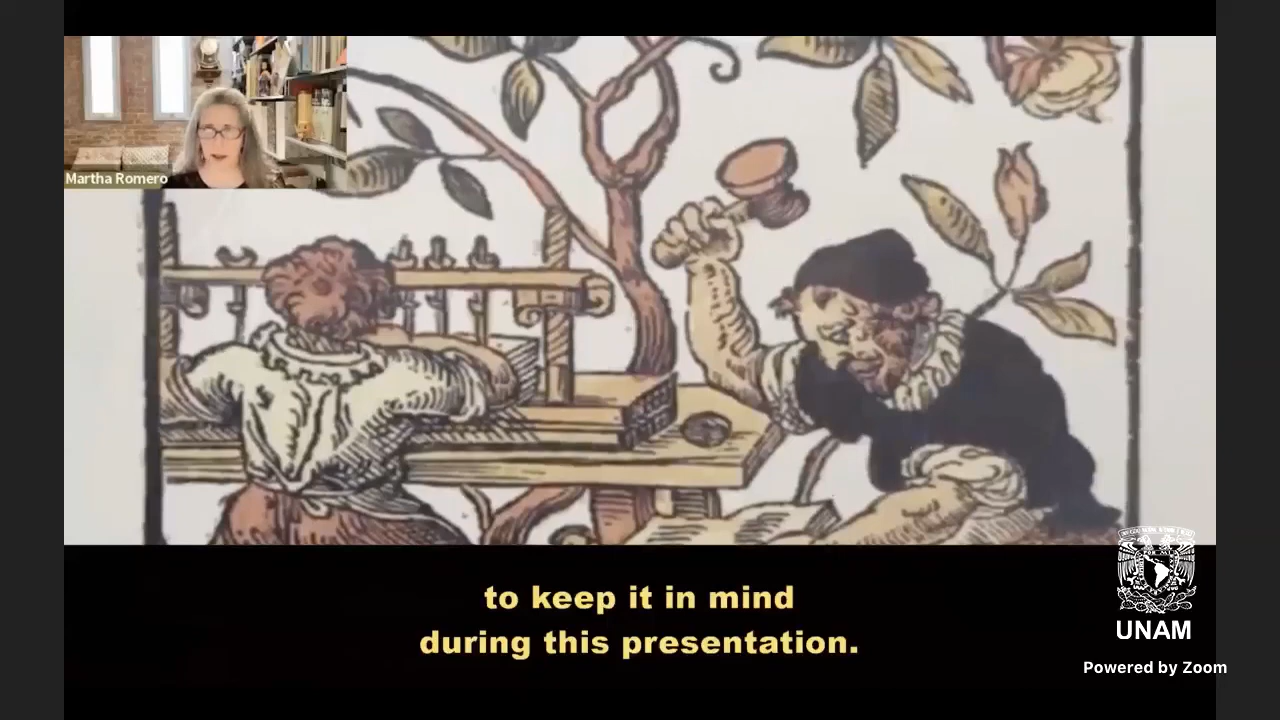 Martha Romero
to keep it in mind
during this presentation.
UNAM
Powered by Zoom